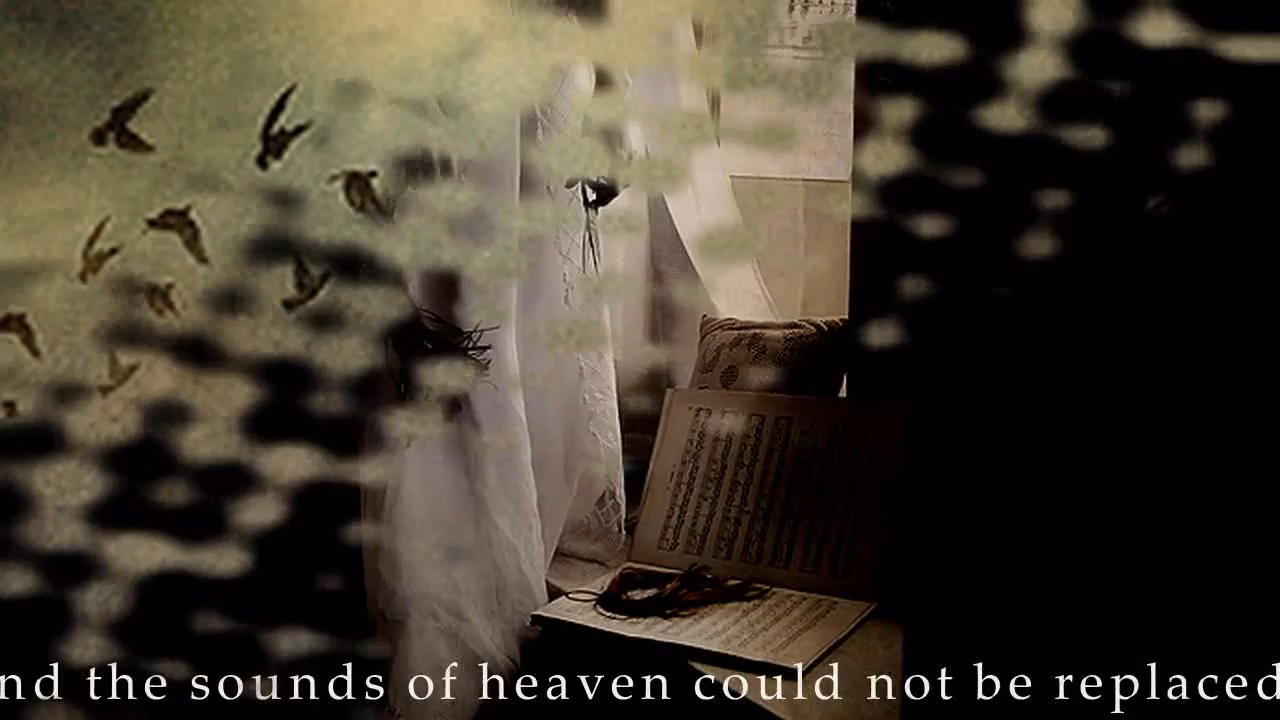 nd the sounds of heaven could not be replaced